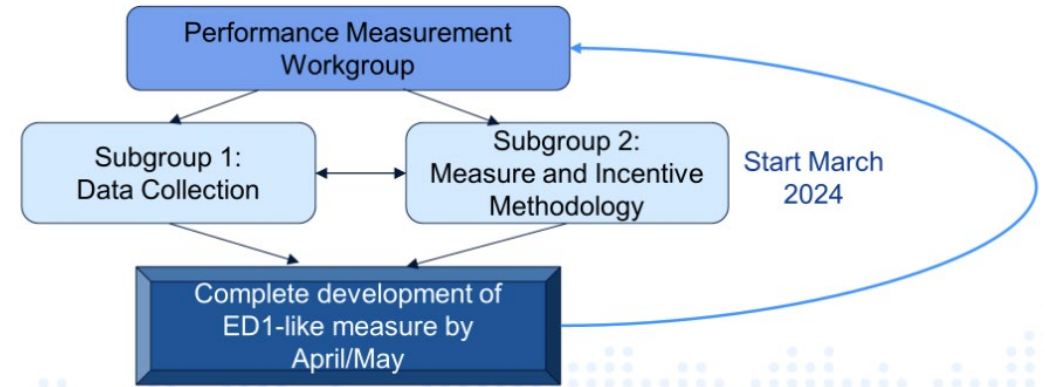 Performance Measurement
Workgroup
Subgroup 1:
Data Collection
Subgroup 2:
Measure and Incentive
Methodology
Start March
2024
Complete development of
ED1-like measure by
April/May